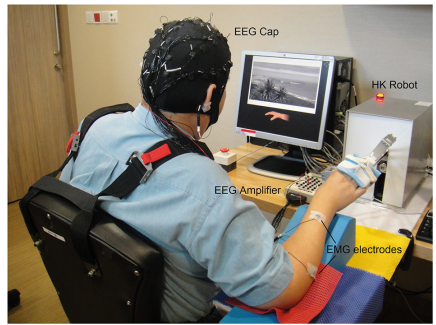 EEG Cap
HK Robot
EEG Amplifier
EMG electrodes